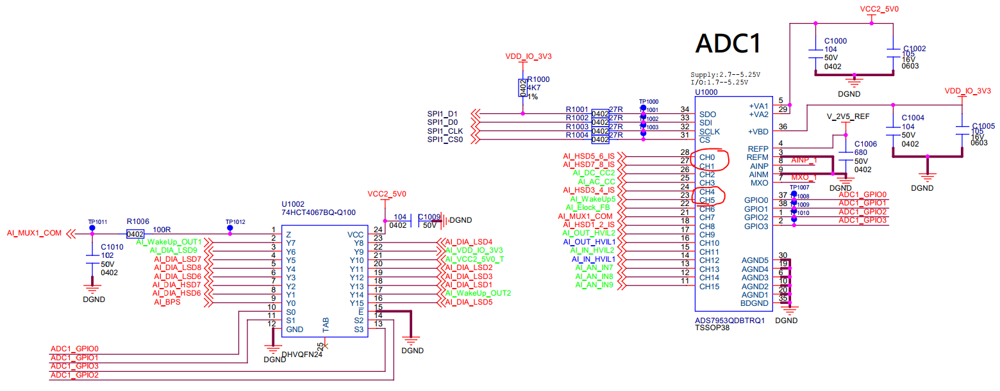 VCC2_5V0
ADC1
C1000
104
50V
0402
C1002
105
16V
0603
DGND
VDD_IO_3V3
R1000
0402
4K7
1%
Supply:2.7--5.25V
I/O:1.7--5.25V
U1000
VDD_IO_3V3
V_2V5_REF
C1004
104
50V
0402
C1005
105
16V
0603
DGND
C1006
680
50V
0402
DGND
SPI1_D1 R1001 0402 27R TP1000 34 SDO
SPI1_D0 R1002 0402 27R TP1001 33 SDI
SPI1_CLK R1003 0402 27R TP1002 32 SCLK
SPI1_CS0 R1004 0402 27R TP1003 31 CS
AI_HSD5_6_IS 28 CH0
AI_HSD7_8_IS 27 CH1
AI_DC_CC2 26 CH2
AI_AC_CC 25 CH3
AI_HSD3_4_IS 24 CH4
AI_WakeUp5 23 CH5
AI_Elock_FB 22 CH6
AI_MUX1_COM 21 CH7
AI_HSD1_2_IS 18 CH8
AI_OUT_HVIL2 17 CH9
AI_OUT_HVIL1 16 CH10
AI_IN_HVIL2 15 CH11
AI_IN_HVIL1 14 CH12
AI_AN_IN7 13 CH13
AI_AN_IN8 12 CH14
AI_AN_IN9 11 CH15
+VA1 5
+VA2 29
+VBD 36
REFP 4
REFM 3
AINP 8 AINP_1
AINM 9
MXO 7 MXO_1
GPIO0 37 TP1007 ADC1_GPIO0
GPIO1 38 TP1008 ADC1_GPIO1
GPIO2 1 TP1009 ADC1_GPIO2
GPIO3 2 TP1010 ADC1_GPIO3
AGND5 30
AGND4 19
AGND3 6
AGND2 10
AGND1 20
BDGND 35
DGND
ADS7953QDBTRQ1
TSSOP38
VCC2_5V0
U1002
74HCT4067BQ-Q100
104
0402
C1009
50V
DGND
AI_MUX1_COM TP1011 R1006 0402 100R TP1012 1 Z
C1010
102
50V
0402
DGND
AI_WakeUp_OUT1 2 Y7
AI_DIA_LSD9 3 Y6
AI_DIA_LSD7 4 Y5
AI_DIA_LSD8 5 Y4
AI_DIA_LSD6 6 Y3
AI_DIA_HSD7 7 Y2
AI_DIA_HSD6 8 Y1
AI_BPS 9 Y0
10 S0
11 S1
12 GND
VCC 24
Y8 23 AI_DIA_LSD4
Y9 22 AI_VDD_IO_3V3
Y10 21 AI_VCC2_5V0_T
Y11 20 AI_DIA_LSD2
Y12 19 AI_DIA_LSD3
Y13 18 AI_DIA_LSD1
Y14 17 AI_WakeUp_OUT2
Y15 16 AI_DIA_LSD5
E 15
S2 14
S3 13
TAB
25
DGND
DHVQFN24
DGND
ADC1_GPIO0
ADC1_GPIO1
ADC1_GPIO3
ADC1_GPIO2